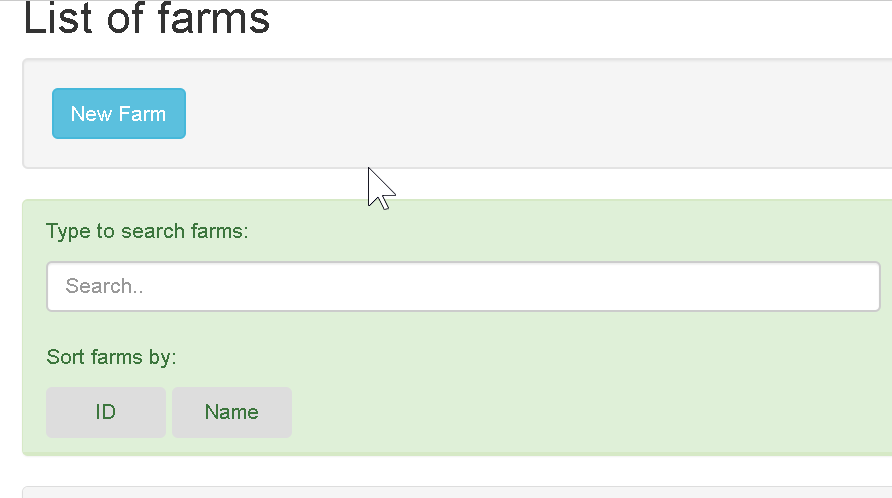 List of farms
New Farm
Type to search farms:
Search..
Sort farms by:
ID Name